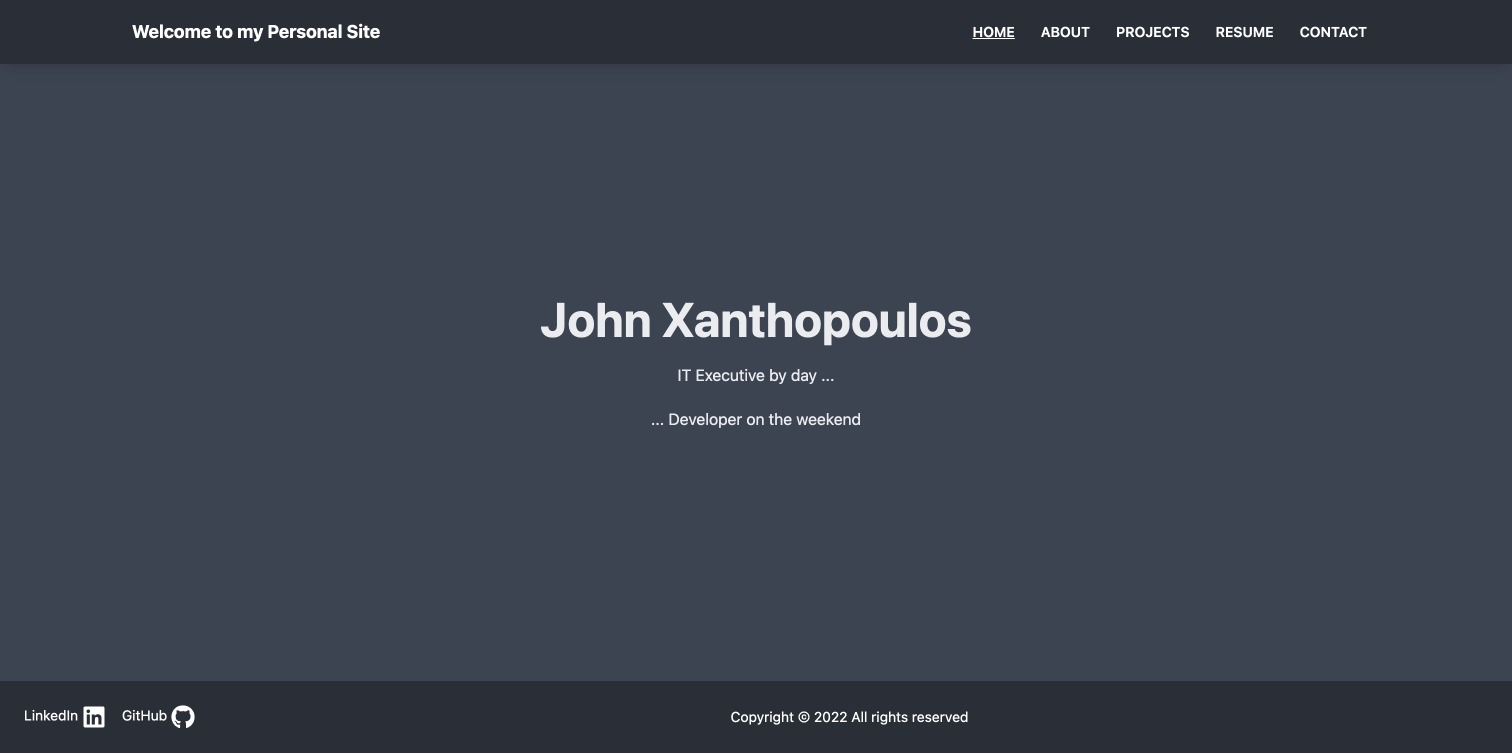 Welcome to my Personal Site
HOME ABOUT PROJECTS RESUME CONTACT
John Xanthopoulos
IT Executive by day ...
... Developer on the weekend
LinkedIn in GitHub
Copyright © 2022 All rights reserved